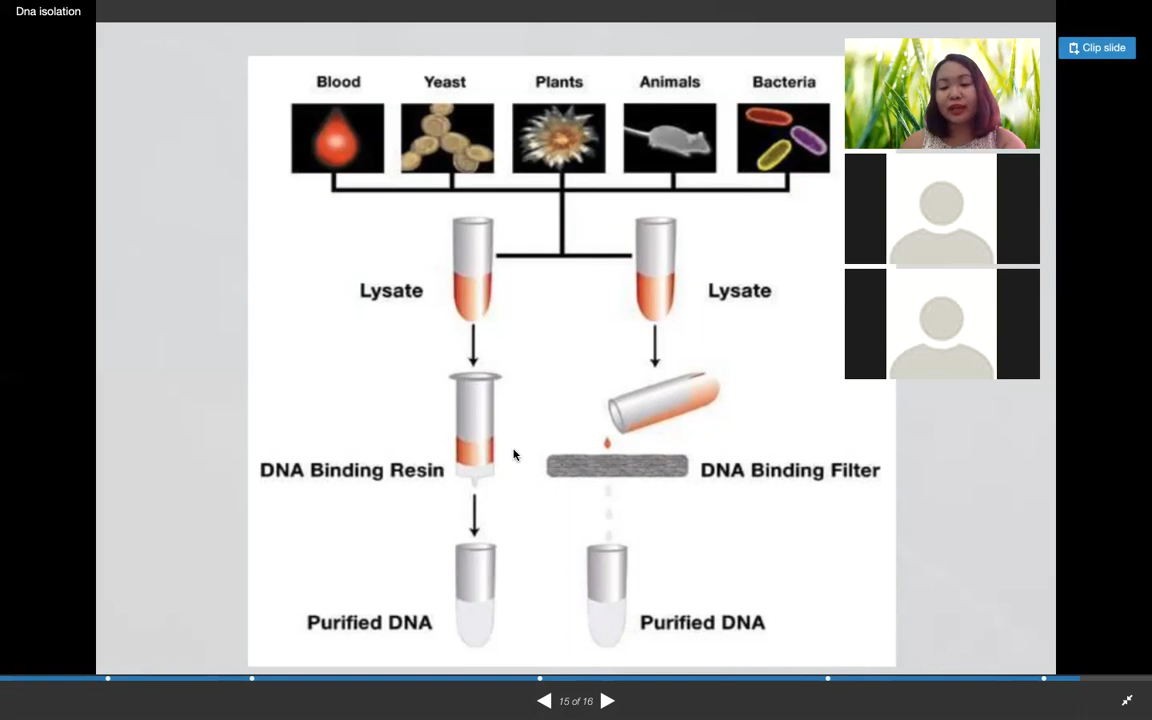 Dna isolation
Clip slide
Blood Yeast Plants Animals Bacteria
Lysate Lysate
DNA Binding Resin DNA Binding Filter
Purified DNA Purified DNA
15 of 16